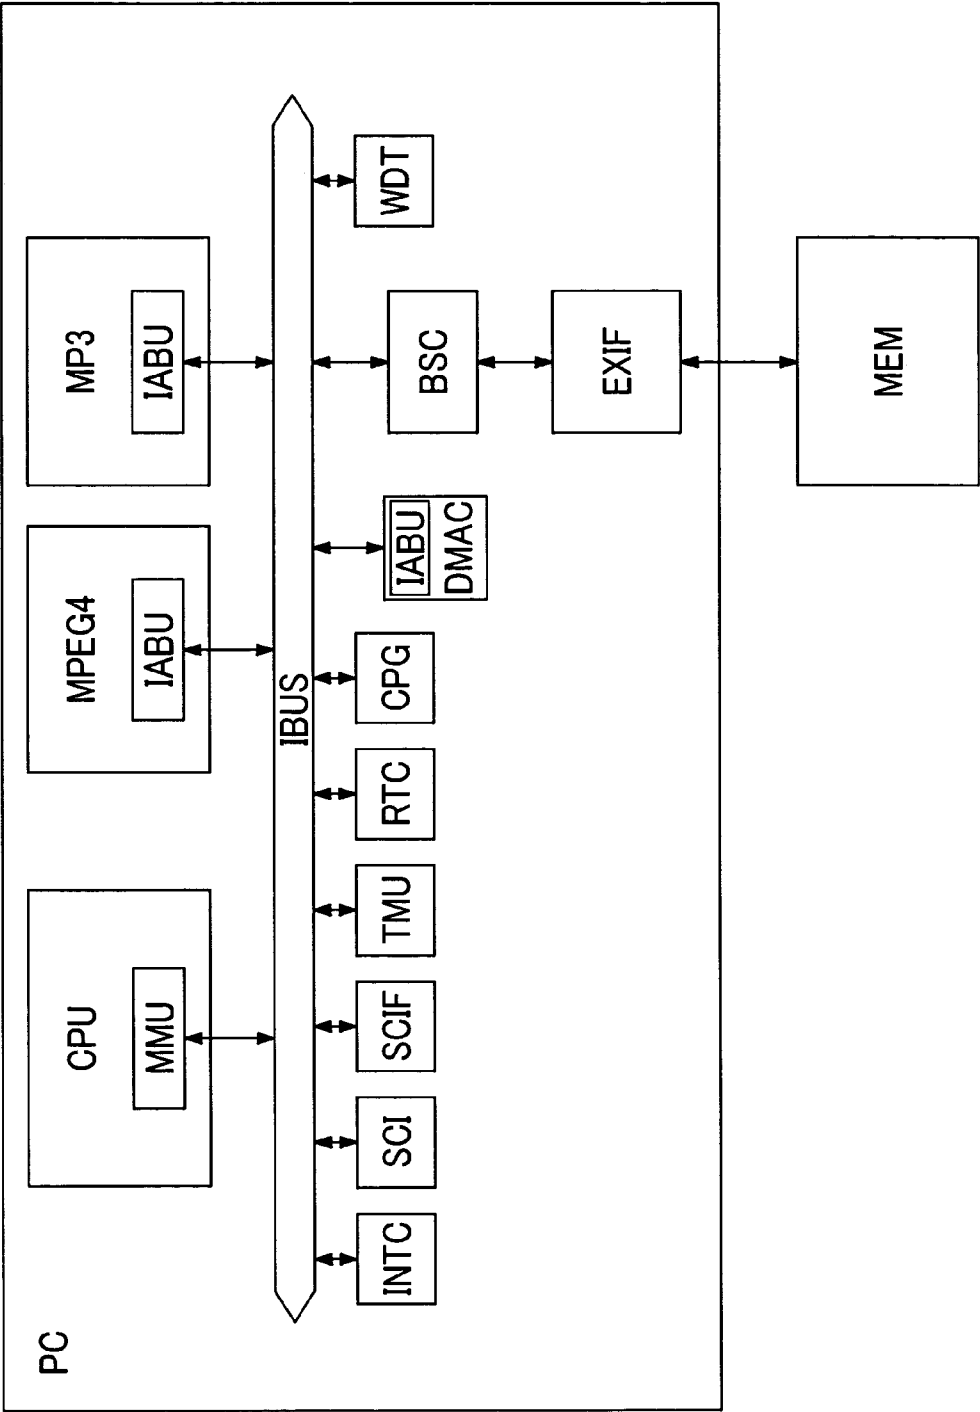 PC
CPU
MMU
MPEG4
IABU
MP3
IABU
IBUS
INTC
SCI
SCIF
TMU
RTC
CPG
IABU
DMAC
BSC
WDT
EXIF
MEM